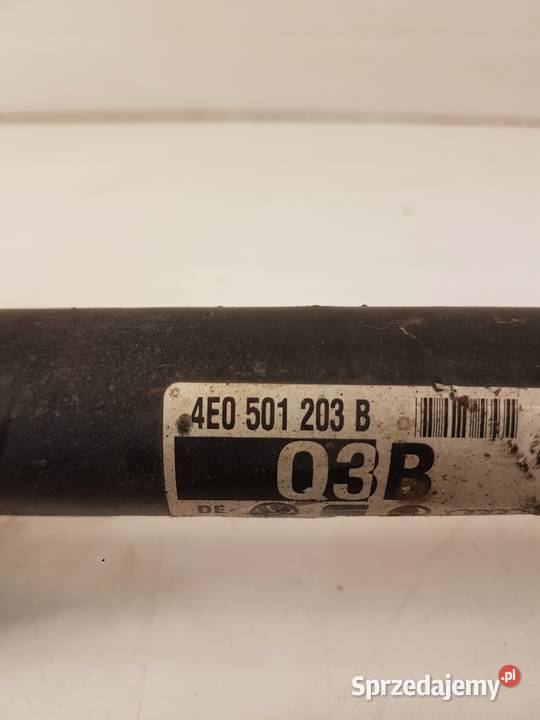 4E0 501 203 B
Q3B
DE
Sprzedajemy.pl